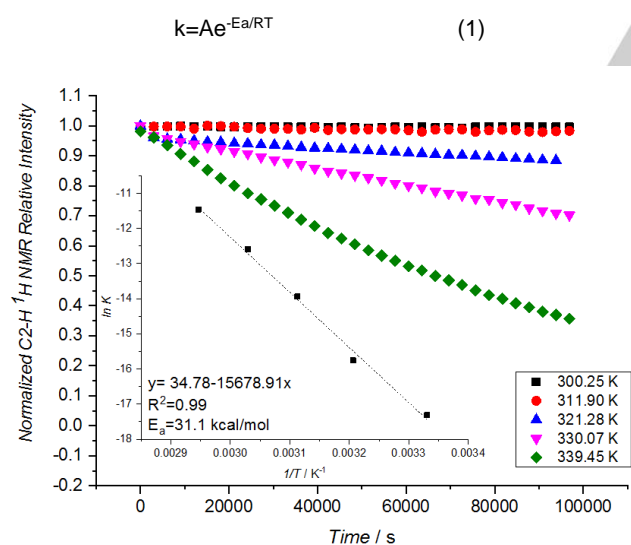 k=Ae-Ea/RT (1)
1.1
1.0
0.9
0.8
0.7
0.6
0.5
0.4
0.3
0.2
0.1
0.0
-0.1
-0.2
Normalized C2-H 1H NMR Relative Intensity
-11
-12
-13
-14
-15
-16
-17
-18
ln K
y= 34.78-15678.91x
R2=0.99
Ea=31.1 kcal/mol
0.0029 0.0030 0.0031 0.0032 0.0033 0.0034
1/T / K-1
300.25 K
311.90 K
321.28 K
330.07 K
339.45 K
0 20000 40000 60000 80000 100000
Time / s